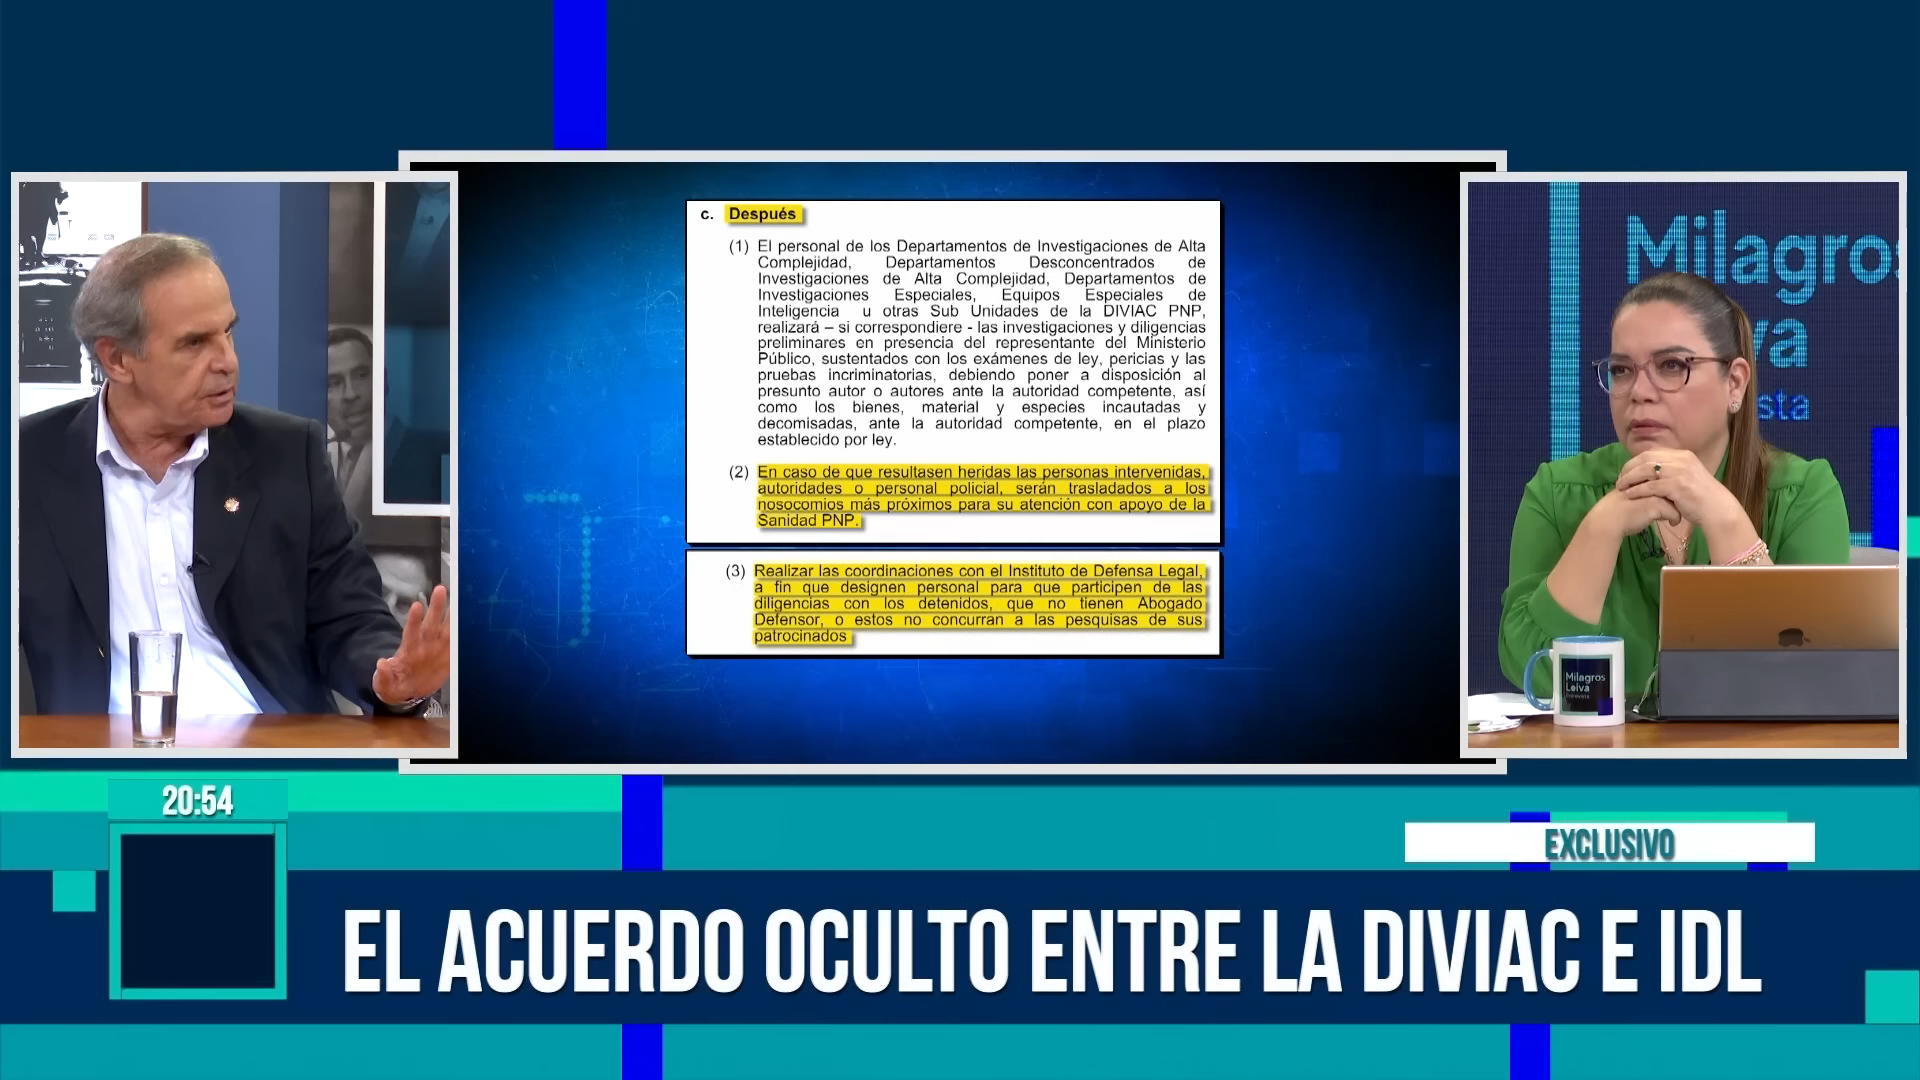 c. Después
(1) El personal de los Departamentos de Investigaciones de Alta
Complejidad, Departamentos Desconcentrados de
Investigaciones de Alta Complejidad, Departamentos de
Investigaciones Especiales, Equipos Especiales de
Inteligencia u otras Sub Unidades de la DIVIAC PNP,
realizará – si correspondiere - las investigaciones y diligencias
preliminares en presencia del representante del Ministerio
Público, sustentados con los exámenes de ley, pericias y las
pruebas incriminatorias, debiendo poner a disposición al
presunto autor o autores ante la autoridad competente, así
como los bienes, material y especies incautadas y
decomisadas, ante la autoridad competente, en el plazo
establecido por ley.
(2) En caso de que resultasen heridas las personas intervenidas,
autoridades o personal policial, serán trasladados a los
nosocomios más próximos para su atención con apoyo de la
Sanidad PNP.
(3) Realizar las coordinaciones con el Instituto de Defensa Legal,
a fin que designen personal para que participen de las
diligencias con los detenidos, que no tienen Abogado
Defensor, o estos no concurran a las pesquisas de sus
patrocinados
Milagros
va
sta
Milagros
Leiva
20:54
EXCLUSIVO
EL ACUERDO OCULTO ENTRE LA DIVIAC E IDL